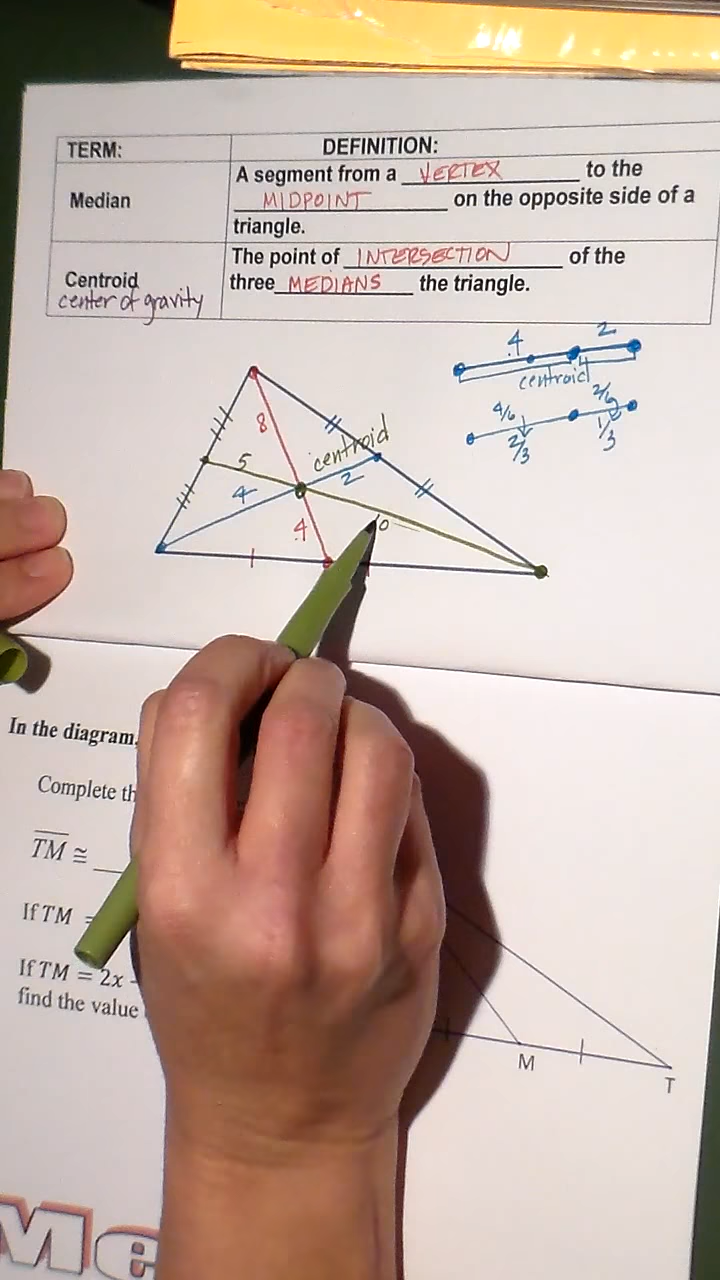 TERM: DEFINITION:
Median
A segment from a VERTEX to the
MIDPOINT on the opposite side of a
triangle.
Centroid
center of gravity
The point of INTERSECTION of the
three MEDIANS the triangle.
4 2
centroid
4/6 2/6
2/3 1/3
8
centroid
5
4 2
4
In the diagram,
Complete
TM ≅
If TM =
If TM = 2x -
find the value
M
T
Me